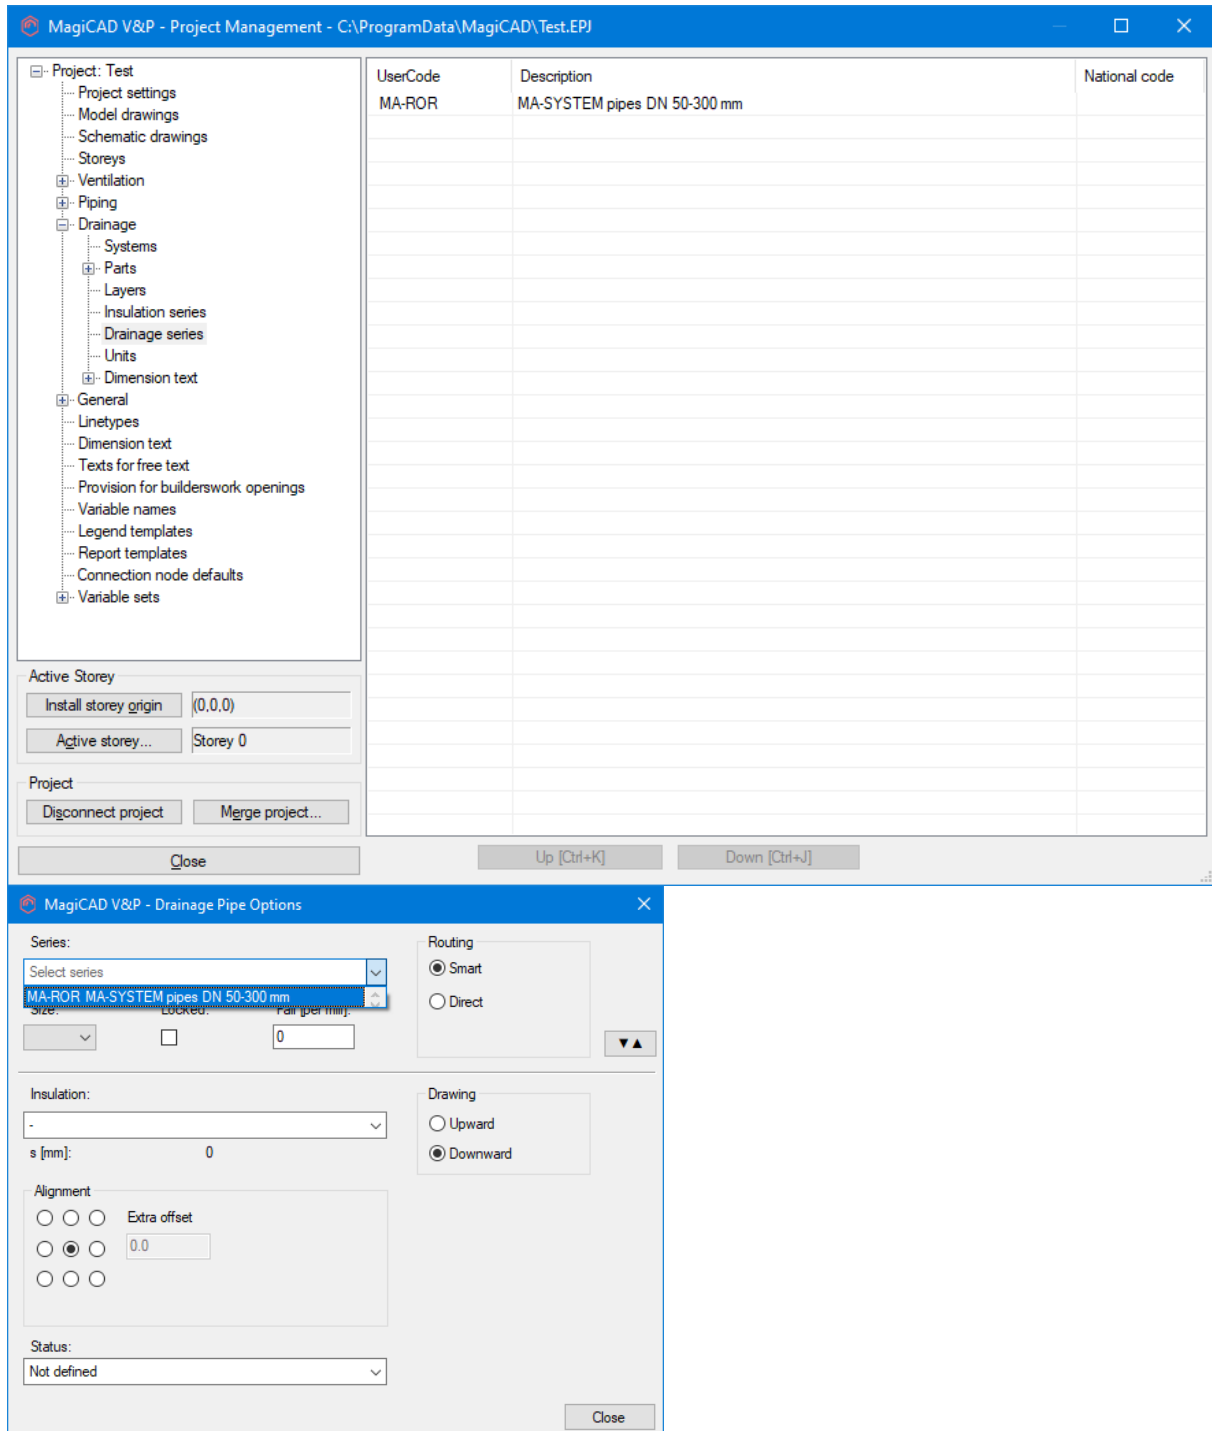 MagiCAD V&P - Project Management - C:\ProgramData\MagiCAD\Test.EPJ
Project: Test
Project settings
Model drawings
Schematic drawings
Storeys
Ventilation
Piping
Drainage
Systems
Parts
Layers
Insulation series
Drainage series
Units
Dimension text
General
Linetypes
Dimension text
Texts for free text
Provision for builderswork openings
Variable names
Legend templates
Report templates
Connection node defaults
Variable sets
UserCode Description National code
MA-ROR MA-SYSTEM pipes DN 50-300 mm
Active Storey
Install storey origin (0,0,0)
Active storey... Storey 0
Project
Disconnect project Merge project...
Close
Up [Ctrl+K] Down [Ctrl+J]
MagiCAD V&P - Drainage Pipe Options
Series:
Select series
MA-ROR MA-SYSTEM pipes DN 50-300 mm
Size: Locked: Fall [per mill]:
0
Routing
Smart
Direct
▼▲
Insulation:
-
s [mm]: 0
Drawing
Upward
Downward
Alignment
Extra offset
0.0
Status:
Not defined
Close